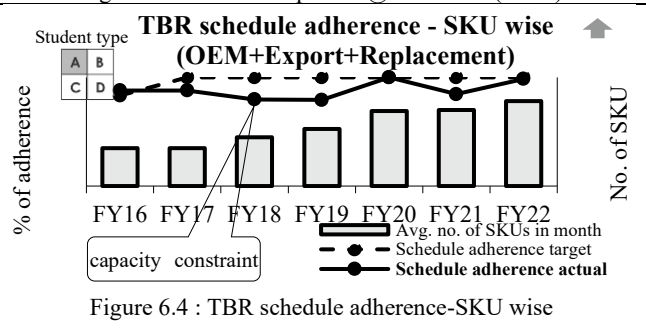 TBR schedule adherence - SKU wise
(OEM+Export+Replacement)
Student type
A B
C D
% of adherence
No. of SKU
FY16 FY17 FY18 FY19 FY20 FY21 FY22
capacity constraint
Avg. no. of SKUs in month
Schedule adherence target
Schedule adherence actual
Figure 6.4 : TBR schedule adherence-SKU wise